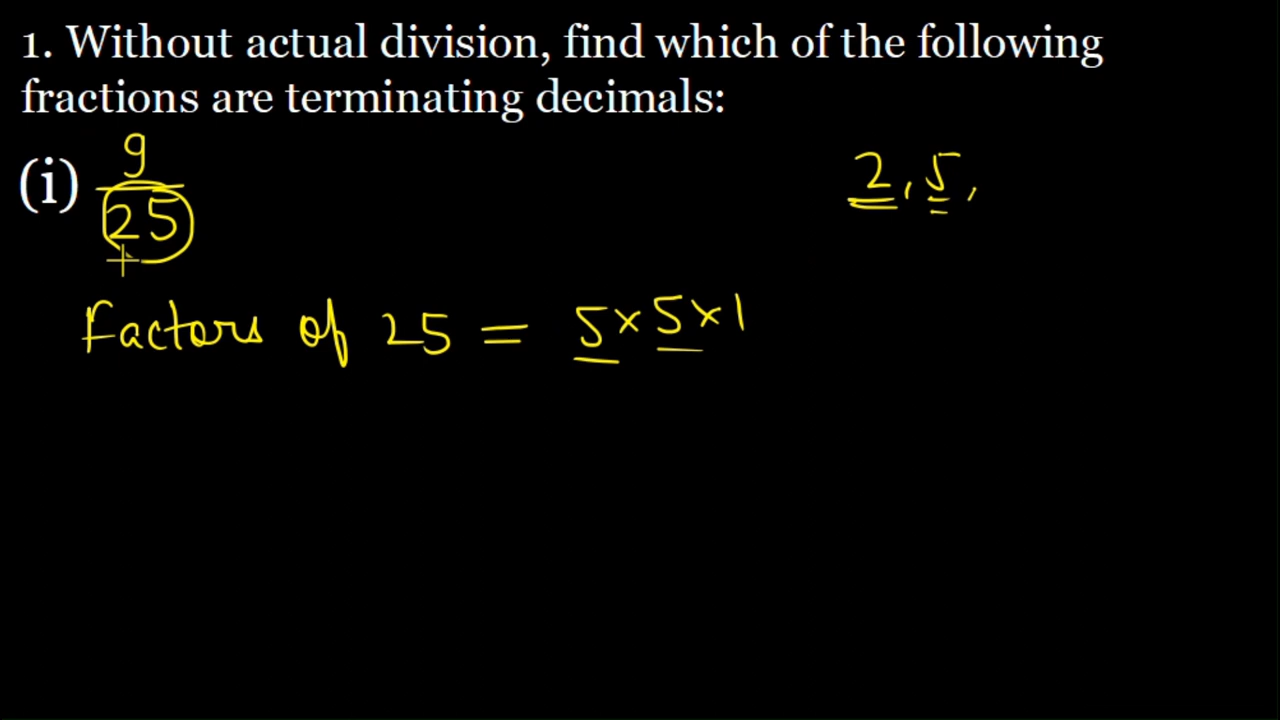 1. Without actual division, find which of the following
fractions are terminating decimals:
(i) 9/25
2, 5,
Factors of 25 = 5 × 5 × 1